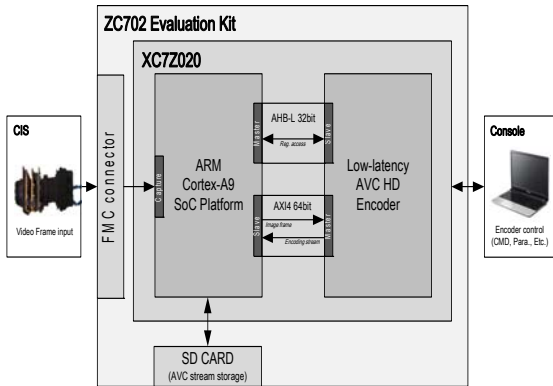 ZC702 Evaluation Kit
XC7Z020
CIS
Video Frame input
FMC connector
Capture
ARM
Cortex-A9
SoC Platform
Master
AHB-L 32bit
Reg. access
Slave
Slave
AXI4 64bit
Image frame
Encoding stream
Master
Low-latency
AVC HD
Encoder
Console
Encoder control
(CMD, Para., Etc.)
SD CARD
(AVC stream storage)